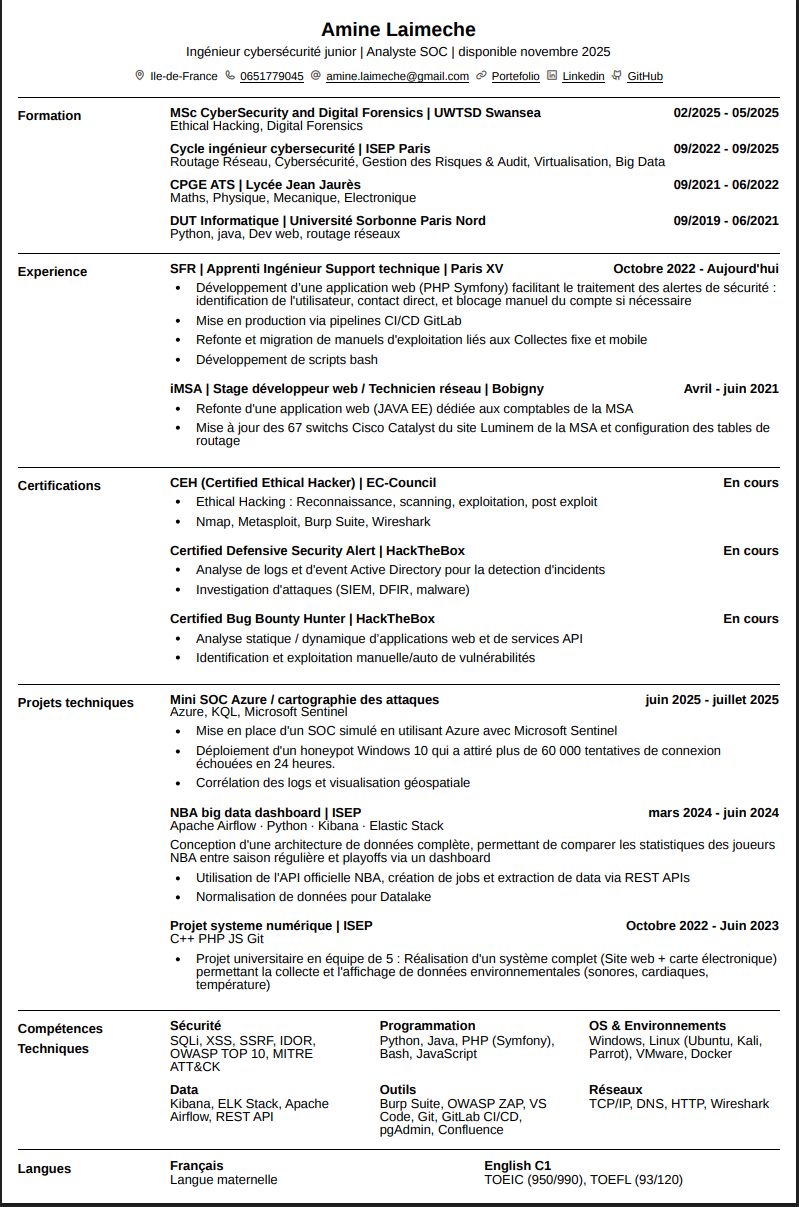 Amine Laimeche
Ingénieur cybersécurité junior | Analyste SOC | disponible novembre 2025
Ile-de-France 0651779045 amine.laimeche@gmail.com Portefolio Linkedin GitHub
Formation
MSc CyberSecurity and Digital Forensics | UWTSD Swansea 02/2025 - 05/2025
Ethical Hacking, Digital Forensics
Cycle ingénieur cybersecurité | ISEP Paris 09/2022 - 09/2025
Routage Réseau, Cybersécurité, Gestion des Risques & Audit, Virtualisation, Big Data
CPGE ATS | Lycée Jean Jaurès 09/2021 - 06/2022
Maths, Physique, Mecanique, Electronique
DUT Informatique | Université Sorbonne Paris Nord 09/2019 - 06/2021
Python, java, Dev web, routage réseaux
Experience
SFR | Apprenti Ingénieur Support technique | Paris XV Octobre 2022 - Aujourd'hui
• Développement d'une application web (PHP Symfony) facilitant le traitement des alertes de sécurité :
identification de l'utilisateur, contact direct, et blocage manuel du compte si nécessaire
• Mise en production via pipelines CI/CD GitLab
• Refonte et migration de manuels d'exploitation liés aux Collectes fixe et mobile
• Développement de scripts bash
iMSA | Stage développeur web / Technicien réseau | Bobigny Avril - juin 2021
• Refonte d'une application web (JAVA EE) dédiée aux comptables de la MSA
• Mise à jour des 67 switchs Cisco Catalyst du site Luminem de la MSA et configuration des tables de
routage
Certifications
CEH (Certified Ethical Hacker) | EC-Council En cours
• Ethical Hacking : Reconnaissance, scanning, exploitation, post exploit
• Nmap, Metasploit, Burp Suite, Wireshark
Certified Defensive Security Alert | HackTheBox En cours
• Analyse de logs et d'event Active Directory pour la detection d'incidents
• Investigation d'attaques (SIEM, DFIR, malware)
Certified Bug Bounty Hunter | HackTheBox En cours
• Analyse statique / dynamique d'applications web et de services API
• Identification et exploitation manuelle/auto de vulnérabilités
Projets techniques
Mini SOC Azure / cartographie des attaques juin 2025 - juillet 2025
Azure, KQL, Microsoft Sentinel
• Mise en place d'un SOC simulé en utilisant Azure avec Microsoft Sentinel
• Déploiement d'un honeypot Windows 10 qui a attiré plus de 60 000 tentatives de connexion
échouées en 24 heures.
• Corrélation des logs et visualisation géospatiale
NBA big data dashboard | ISEP mars 2024 - juin 2024
Apache Airflow · Python · Kibana · Elastic Stack
Conception d'une architecture de données complète, permettant de comparer les statistiques des joueurs
NBA entre saison régulière et playoffs via un dashboard
• Utilisation de l'API officielle NBA, création de jobs et extraction de data via REST APIs
• Normalisation de données pour Datalake
Projet systeme numérique | ISEP Octobre 2022 - Juin 2023
C++ PHP JS Git
• Projet universitaire en équipe de 5 : Réalisation d'un système complet (Site web + carte électronique)
permettant la collecte et l'affichage de données environnementales (sonores, cardiaques,
température)
Compétences
Techniques
Sécurité
SQLi, XSS, SSRF, IDOR,
OWASP TOP 10, MITRE
ATT&CK
Programmation
Python, Java, PHP (Symfony),
Bash, JavaScript
OS & Environnements
Windows, Linux (Ubuntu, Kali,
Parrot), VMware, Docker
Data
Kibana, ELK Stack, Apache
Airflow, REST API
Outils
Burp Suite, OWASP ZAP, VS
Code, Git, GitLab CI/CD,
pgAdmin, Confluence
Réseaux
TCP/IP, DNS, HTTP, Wireshark
Langues
Français
Langue maternelle
English C1
TOEIC (950/990), TOEFL (93/120)